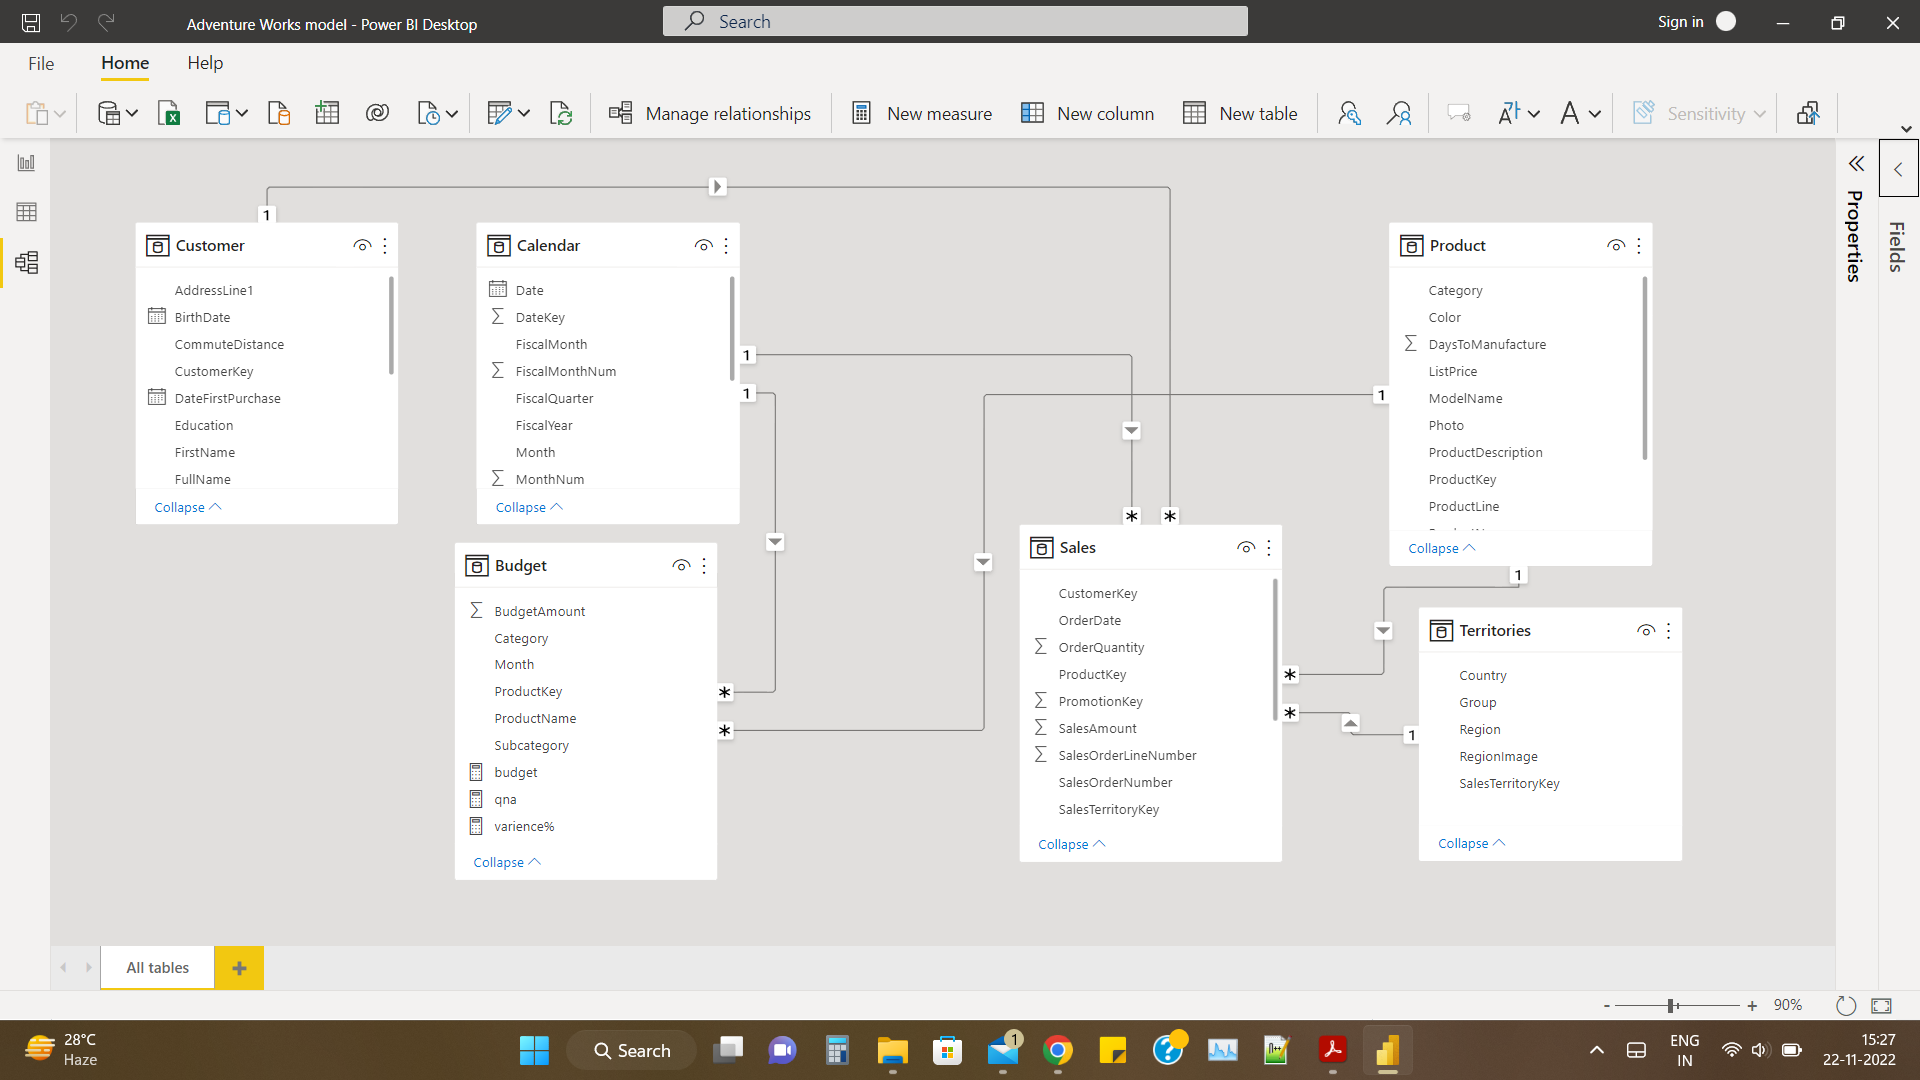 Adventure Works model - Power BI Desktop
Search
Sign in
File
Home
Help
Manage relationships
New measure
New column
New table
Sensitivity
Properties
Fields
1
Customer
AddressLine1
BirthDate
CommuteDistance
CustomerKey
DateFirstPurchase
Education
FirstName
FullName
Collapse
Calendar
Date
DateKey
FiscalMonth
FiscalMonthNum
FiscalQuarter
FiscalYear
Month
MonthNum
Collapse
1
1
Product
Category
Color
DaysToManufacture
ListPrice
ModelName
Photo
ProductDescription
ProductKey
ProductLine
Collapse
1
1
Budget
BudgetAmount
Category
Month
ProductKey
ProductName
Subcategory
budget
qna
varience%
Collapse
*
*
*
*
Sales
CustomerKey
OrderDate
OrderQuantity
ProductKey
PromotionKey
SalesAmount
SalesOrderLineNumber
SalesOrderNumber
SalesTerritoryKey
Collapse
*
*
1
Territories
Country
Group
Region
RegionImage
SalesTerritoryKey
Collapse
All tables
+
- + 90%
28°C
Haze
Search
1
ENG
IN
15:27
22-11-2022